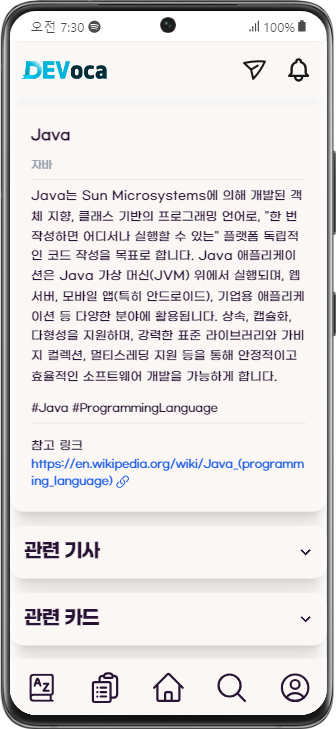 오전 7:30 100%
DEVoca
Java
자바
Java는 Sun Microsystems에 의해 개발된 객
체 지향, 클래스 기반의 프로그래밍 언어로, "한 번
작성하면 어디서나 실행할 수 있는" 플랫폼 독립적
인 코드 작성을 목표로 합니다. Java 애플리케이
션은 Java 가상 머신(JVM) 위에서 실행되며, 웹
서버, 모바일 앱(특히 안드로이드), 기업용 애플리케
이션 등 다양한 분야에 활용됩니다. 상속, 캡슐화,
다형성을 지원하며, 강력한 표준 라이브러리와 가비
지 컬렉션, 멀티스레딩 지원 등을 통해 안정적이고
효율적인 소프트웨어 개발을 가능하게 합니다.
#Java #ProgrammingLanguage
참고 링크
https://en.wikipedia.org/wiki/Java_(programm
ing_language)
관련 기사
관련 카드
AZ